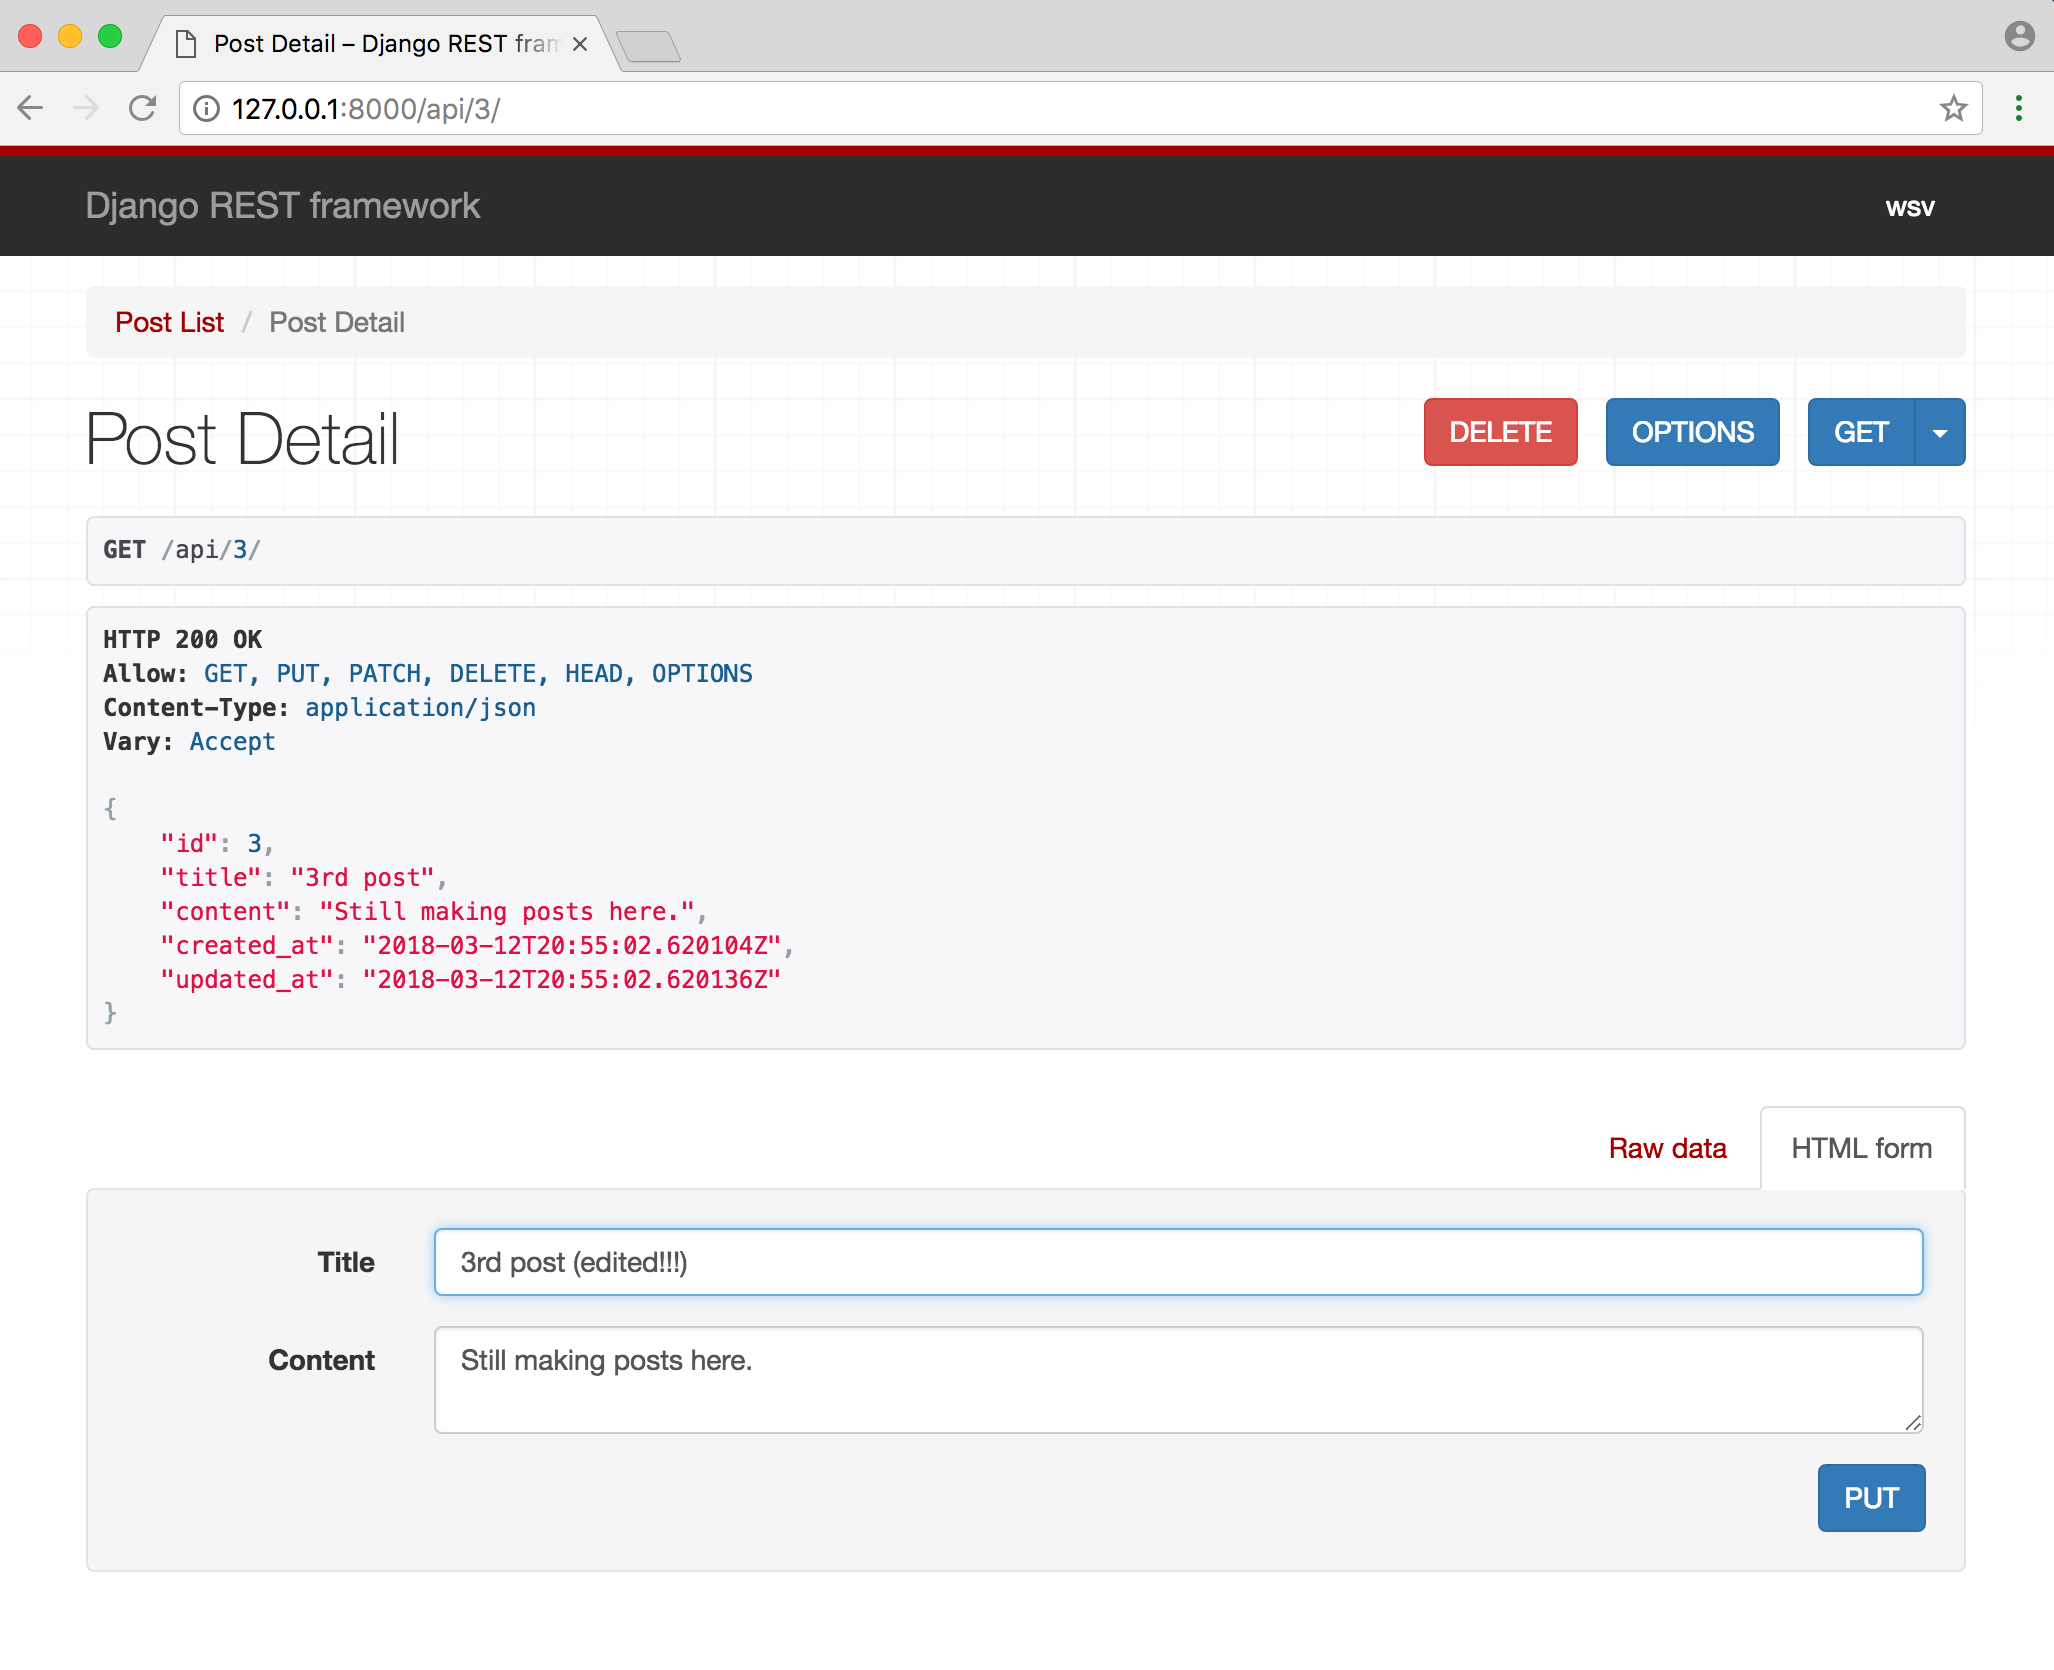 Post Detail – Django REST fram
127.0.0.1:8000/api/3/
Django REST framework
wsv
Post List / Post Detail
Post Detail
DELETE
OPTIONS
GET
GET /api/3/
HTTP 200 OK
Allow: GET, PUT, PATCH, DELETE, HEAD, OPTIONS
Content-Type: application/json
Vary: Accept
{
    "id": 3,
    "title": "3rd post",
    "content": "Still making posts here.",
    "created_at": "2018-03-12T20:55:02.620104Z",
    "updated_at": "2018-03-12T20:55:02.620136Z"
}
Raw data
HTML form
Title
3rd post (edited!!!)
Content
Still making posts here.
PUT